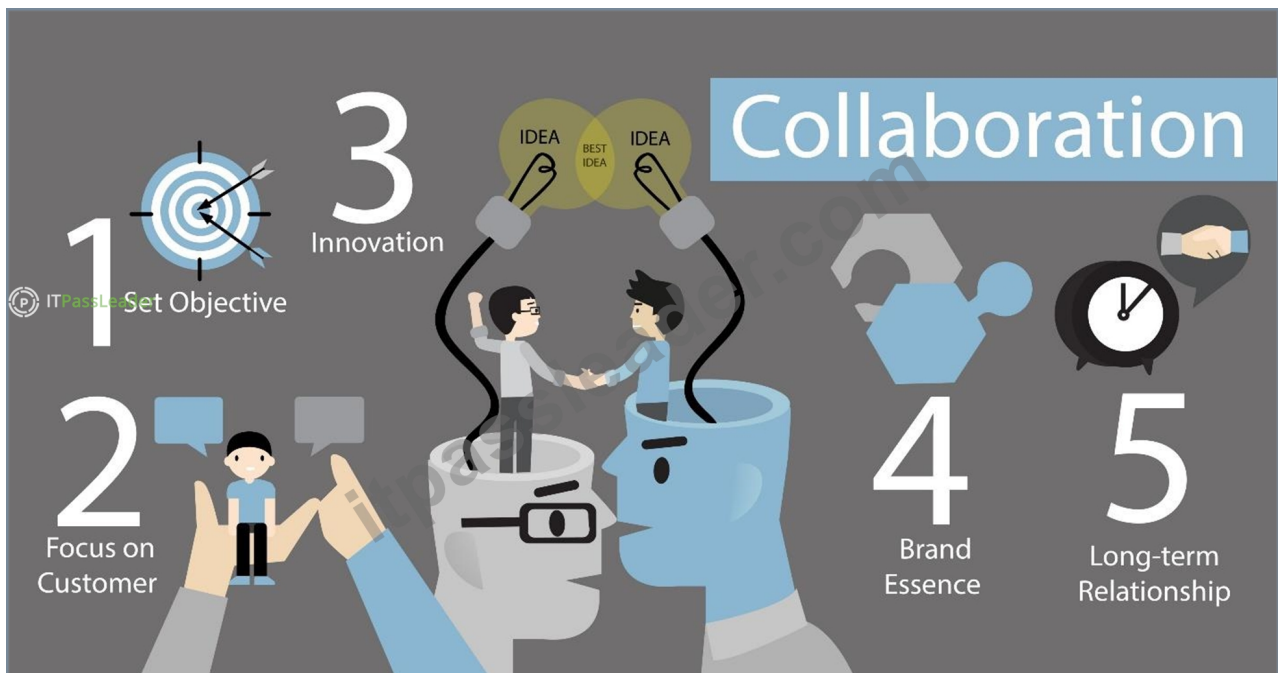 Collaboration
1
Set Objective
2
Focus on
Customer
3
Innovation
IDEA
BEST
IDEA
IDEA
4
Brand
Essence
5
Long-term
Relationship
P ITPassLeader
itpassleader.com